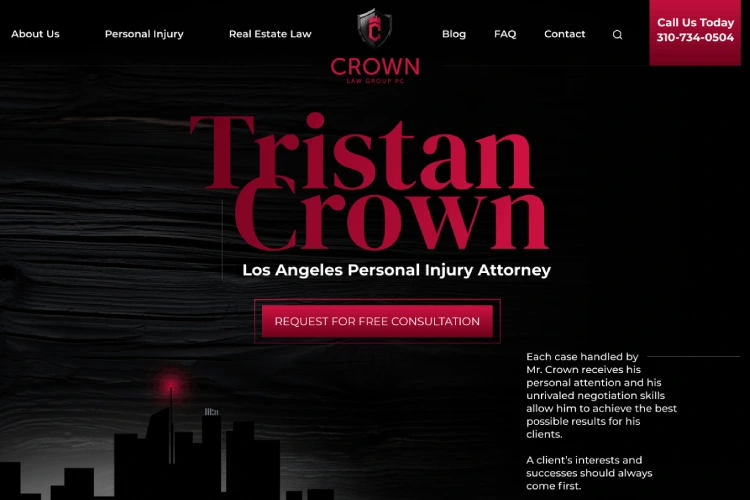 About Us
Personal Injury
Real Estate Law
C
CROWN
LAW GROUP PC
Blog
FAQ
Contact
Call Us Today
310-734-0504
Tristan
Crown
Los Angeles Personal Injury Attorney
REQUEST FOR FREE CONSULTATION
Each case handled by
Mr. Crown receives his
personal attention and his
unrivaled negotiation skills
allow him to achieve the best
possible results for his
clients.
A client's interests and
successes should always
come first.